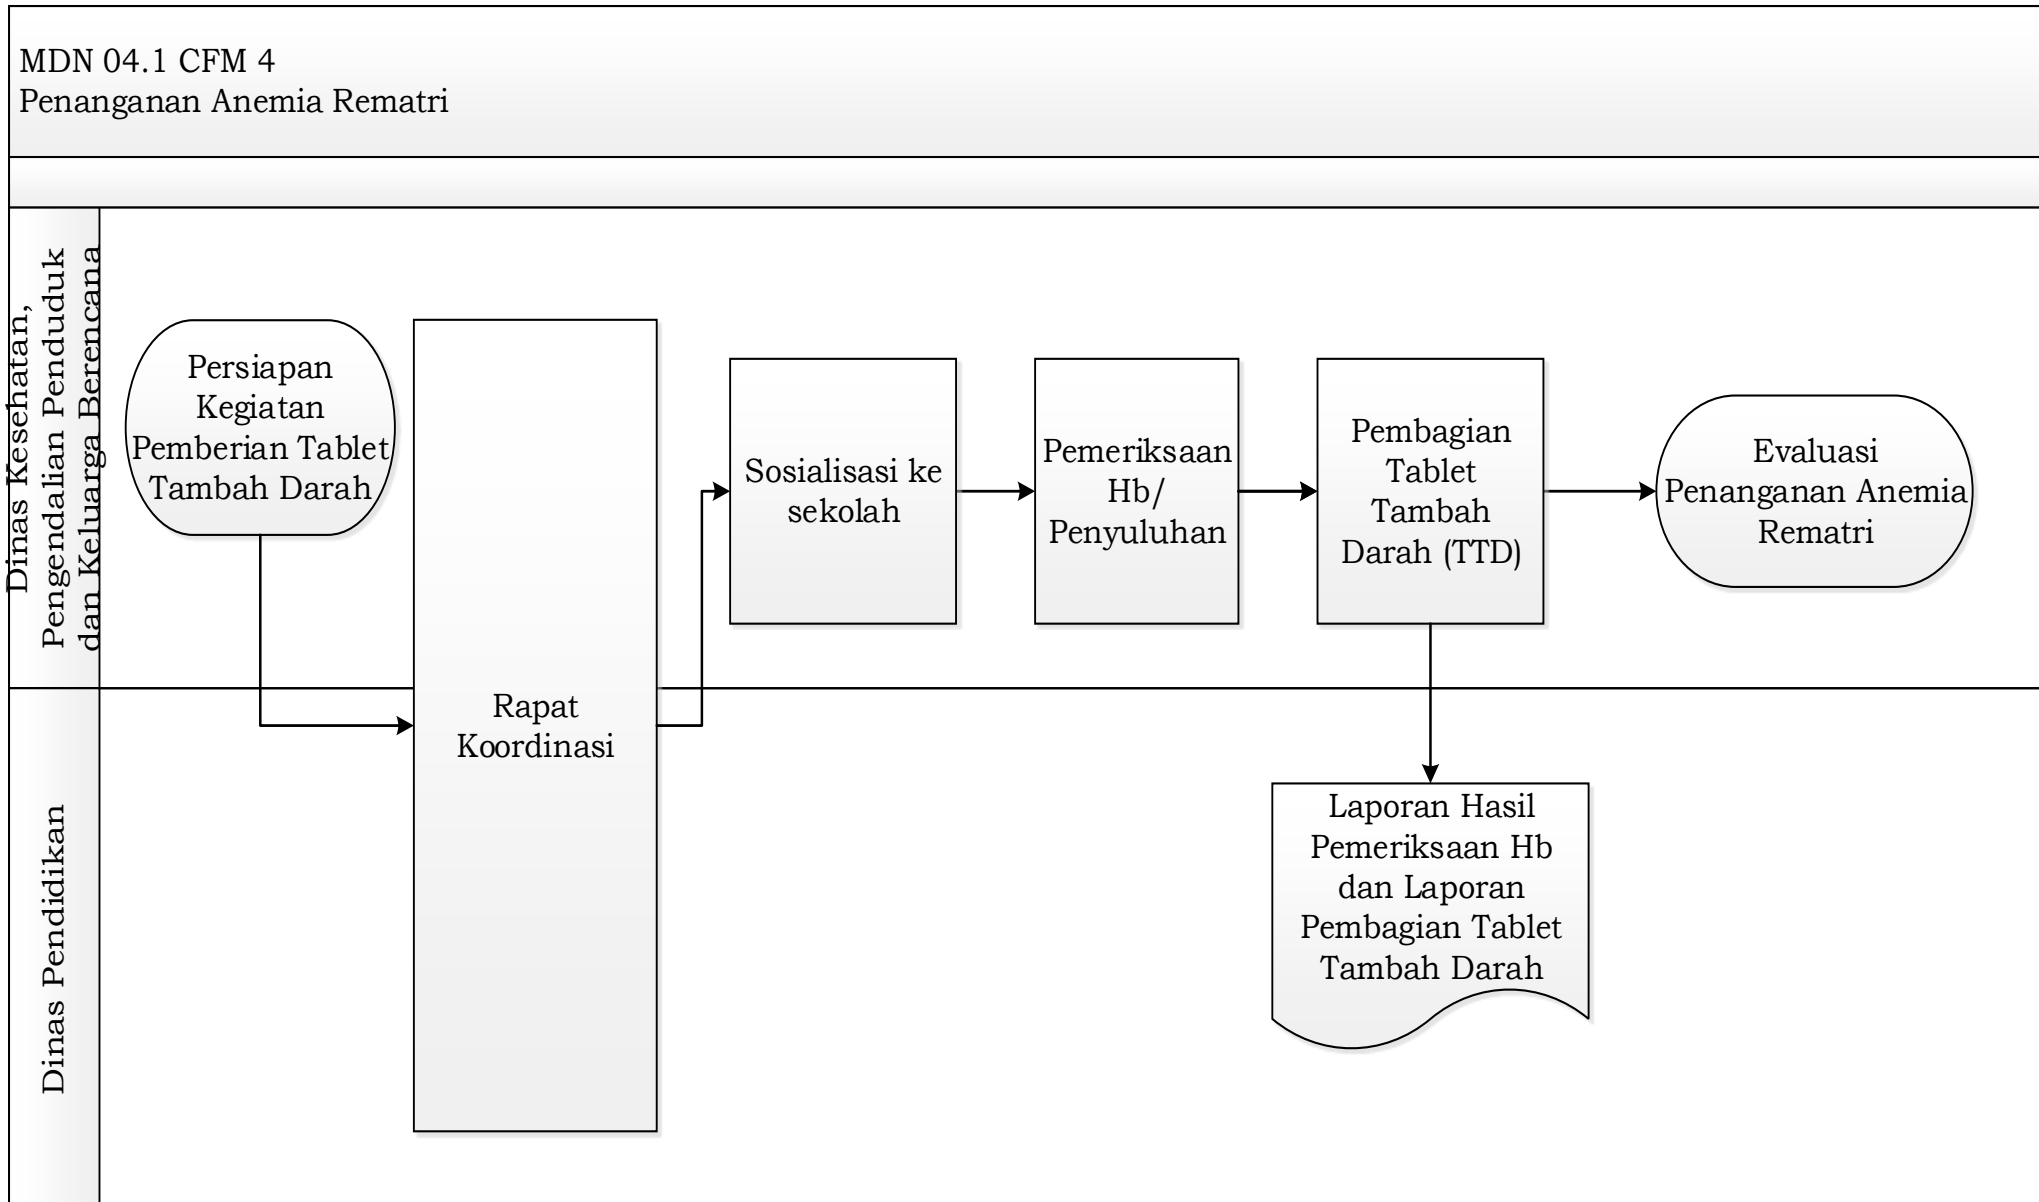 MDN 04.1 CFM 4
Penanganan Anemia Rematri
Dinas Kesehatan,
Pengendalian Penduduk
dan Keluarga Berencana
Persiapan
Kegiatan
Pemberian Tablet
Tambah Darah
Rapat
Koordinasi
Sosialisasi ke
sekolah
Pemeriksaan
Hb/
Penyuluhan
Pembagian
Tablet
Tambah
Darah (TTD)
Evaluasi
Penanganan Anemia
Rematri
Dinas Pendidikan
Laporan Hasil
Pemeriksaan Hb
dan Laporan
Pembagian Tablet
Tambah Darah